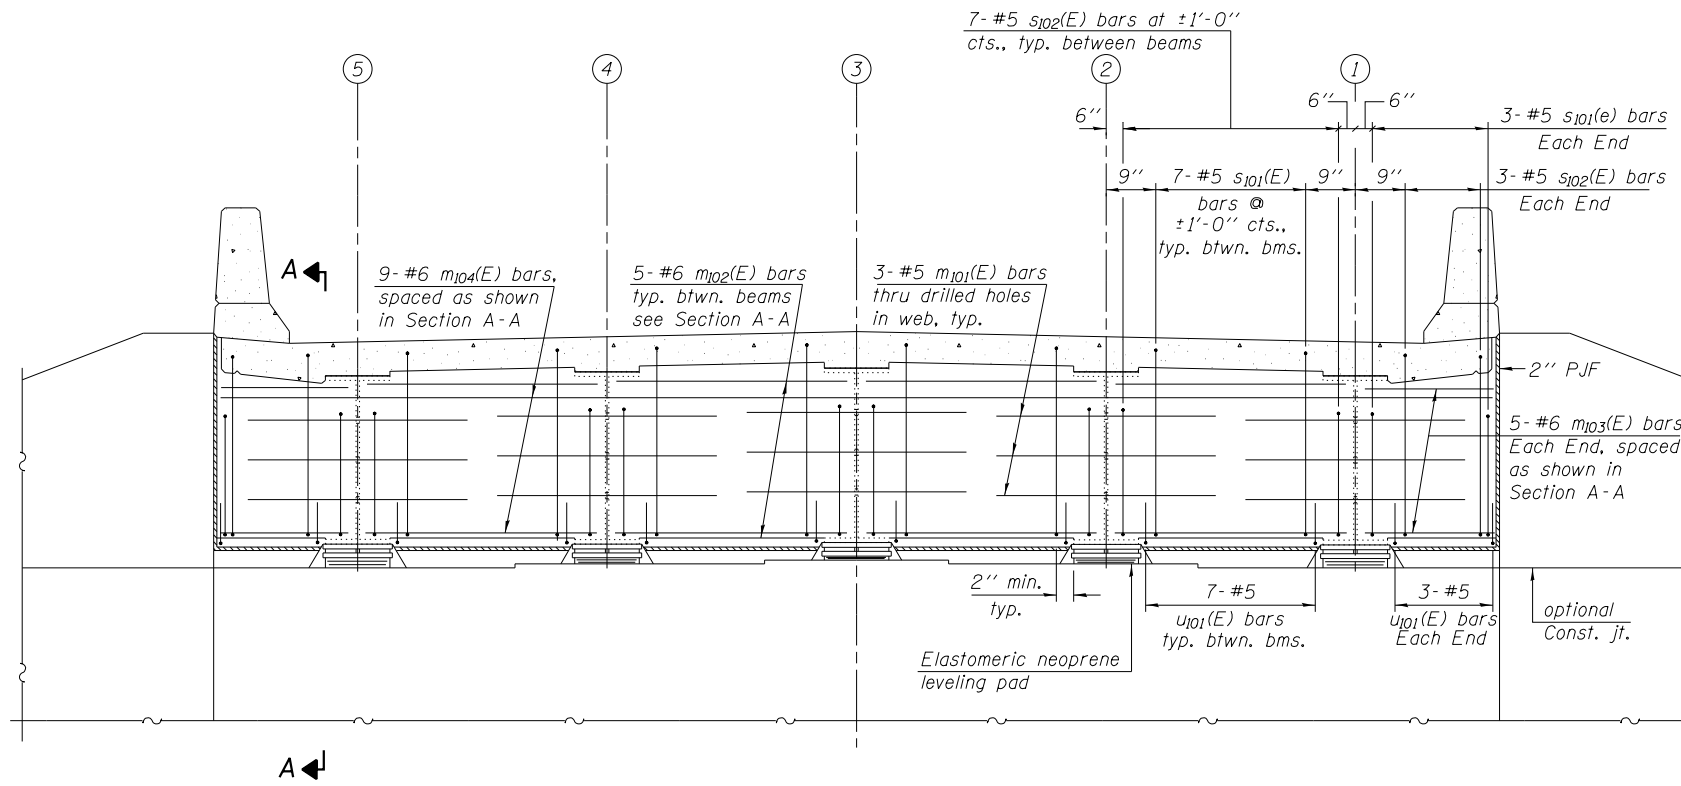 7- #5 s102(E) bars at ±1'-0"
cts., typ. between beams
5
4
3
2
1
6"
6"
6"
3- #5 s101(e) bars
Each End
9"
7- #5 s101(E)
bars @
±1'-0" cts.,
typ. btwn. bms.
9"
9"
3- #5 s102(E) bars
Each End
A
9- #6 m104(E) bars,
spaced as shown
in Section A-A
5- #6 m102(E) bars
typ. btwn. beams
see Section A-A
3- #5 m101(E) bars
thru drilled holes
in web, typ.
2" PJF
5- #6 m103(E) bars
Each End, spaced
as shown in
Section A-A
2" min.
typ.
7- #5
u101(E) bars
typ. btwn. bms.
3- #5
u101(E) bars
Each End
optional
Const. jt.
Elastomeric neoprene
leveling pad
A